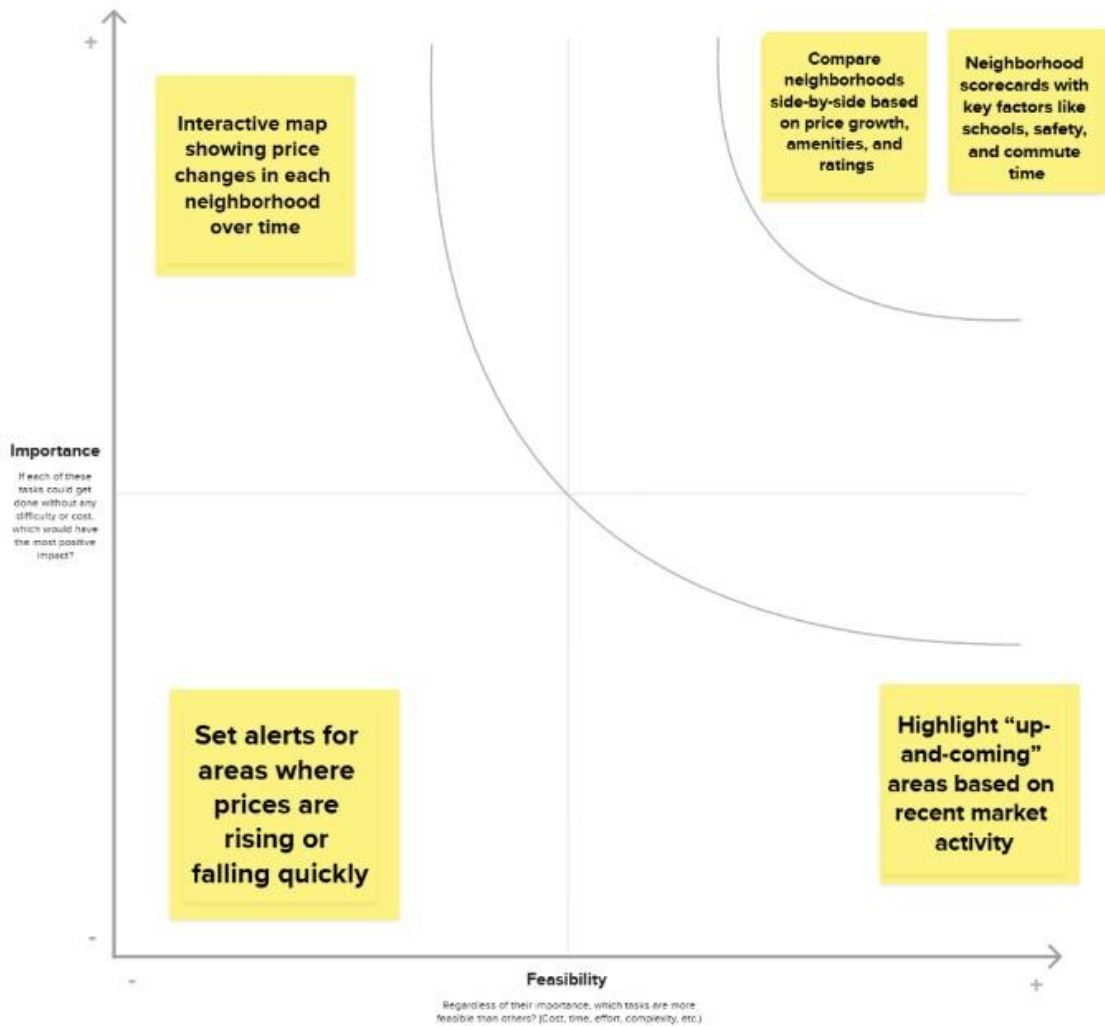 +
Interactive map
showing price
changes in each
neighborhood
over time
Compare
neighborhoods
side-by-side based
on price growth,
amenities, and
ratings
Neighborhood
scorecards with
key factors like
schools, safety,
and commute
time
Importance
If each of these
tasks could get
done without any
difficulty or cost,
which would have
the most positive
impact?
Set alerts for
areas where
prices are
rising or
falling quickly
Highlight “up-
and-coming”
areas based on
recent market
activity
-
-
Feasibility
+
Regardless of their importance, which tasks are more
feasible than others? (Cost, time, effort, complexity, etc.)